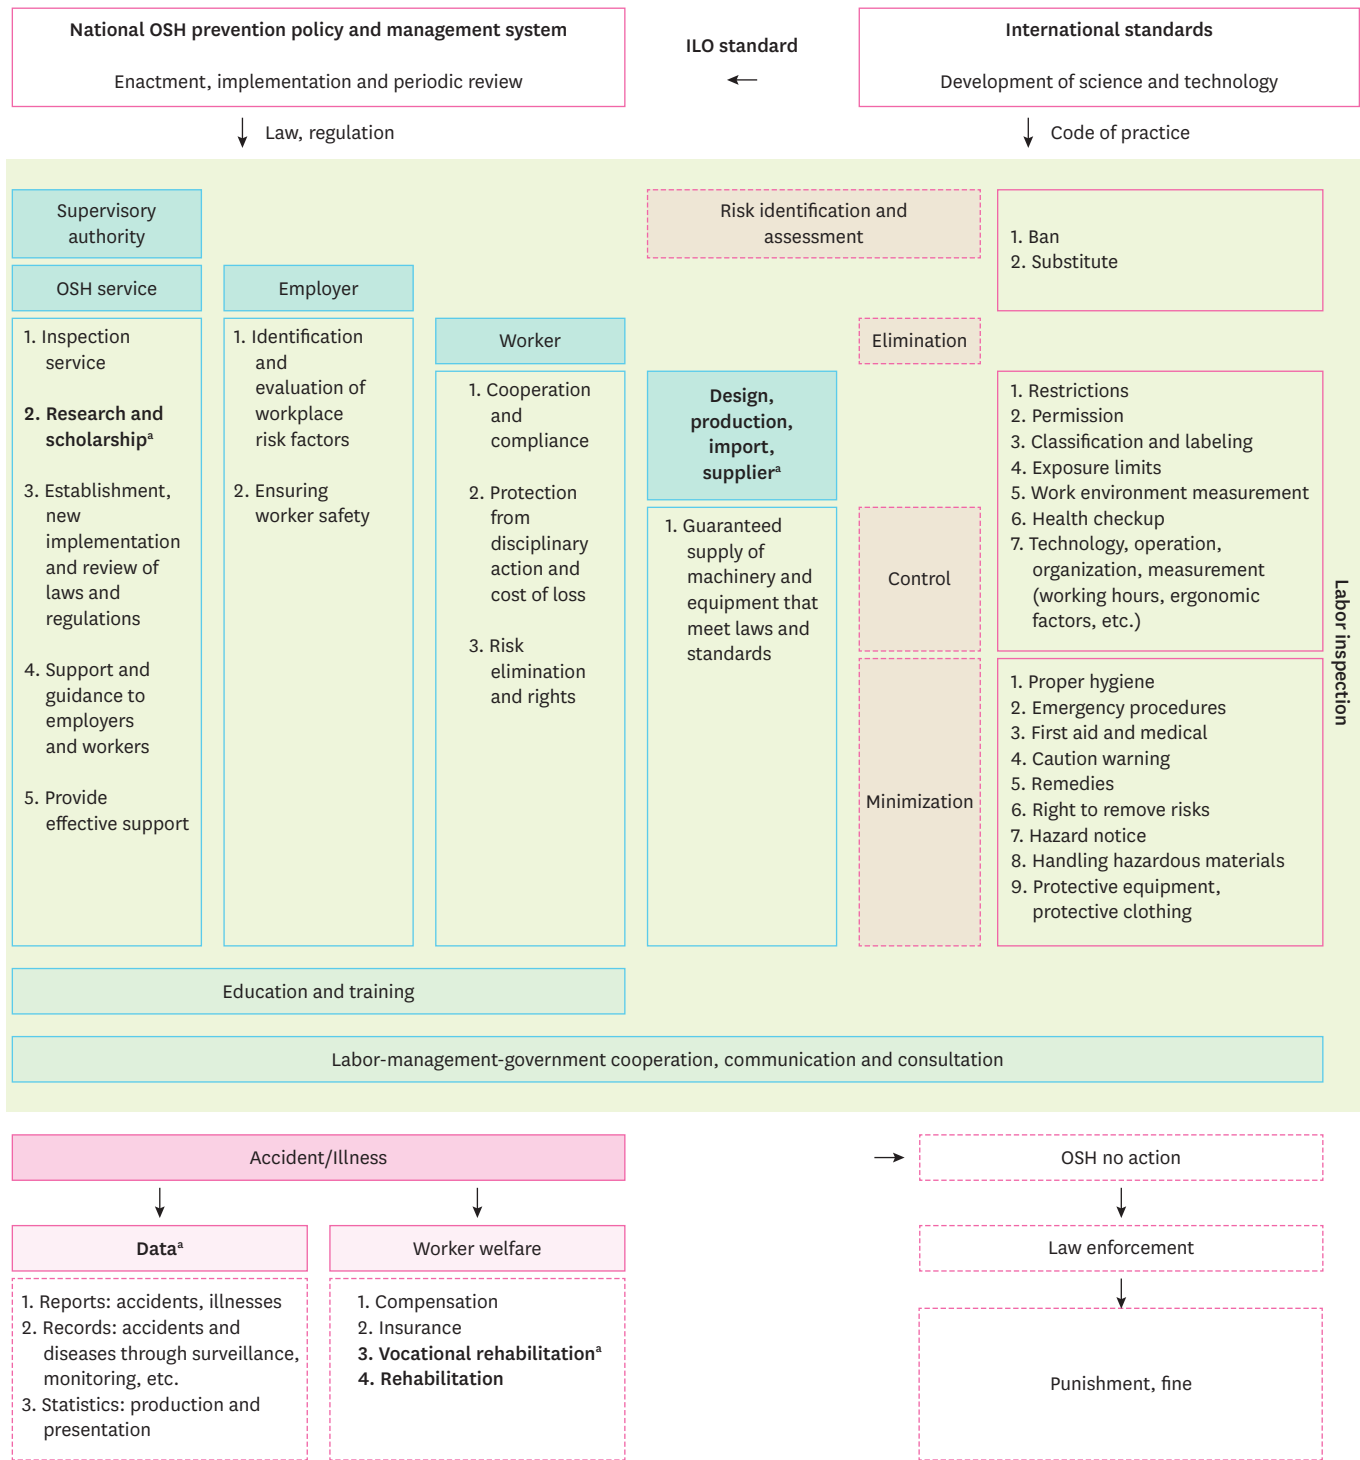 National OSH prevention policy and management system
Enactment, implementation and periodic review
ILO standard
←
International standards
Development of science and technology
↓ Law, regulation
↓ Code of practice
Supervisory
authority
OSH service
1. Inspection
service
2. Research and
scholarshipᵃ
3. Establishment,
new
implementation
and review of
laws and
regulations
4. Support and
guidance to
employers
and workers
5. Provide
effective support
Employer
1. Identification
and
evaluation of
workplace
risk factors
2. Ensuring
worker safety
Worker
1. Cooperation
and
compliance
2. Protection
from
disciplinary
action and
cost of loss
3. Risk
elimination
and rights
Design,
production,
import,
supplierᵃ
1. Guaranteed
supply of
machinery and
equipment that
meet laws and
standards
Risk identification and
assessment
Elimination
Control
Minimization
1. Ban
2. Substitute
1. Restrictions
2. Permission
3. Classification and labeling
4. Exposure limits
5. Work environment measurement
6. Health checkup
7. Technology, operation,
organization, measurement
(working hours, ergonomic
factors, etc.)
1. Proper hygiene
2. Emergency procedures
3. First aid and medical
4. Caution warning
5. Remedies
6. Right to remove risks
7. Hazard notice
8. Handling hazardous materials
9. Protective equipment,
protective clothing
Labor inspection
Education and training
Labor-management-government cooperation, communication and consultation
Accident/Illness
Dataᵃ
1. Reports: accidents, illnesses
2. Records: accidents and
diseases through surveillance,
monitoring, etc.
3. Statistics: production and
presentation
Worker welfare
1. Compensation
2. Insurance
3. Vocational rehabilitationᵃ
4. Rehabilitation
→ OSH no action
Law enforcement
Punishment, fine